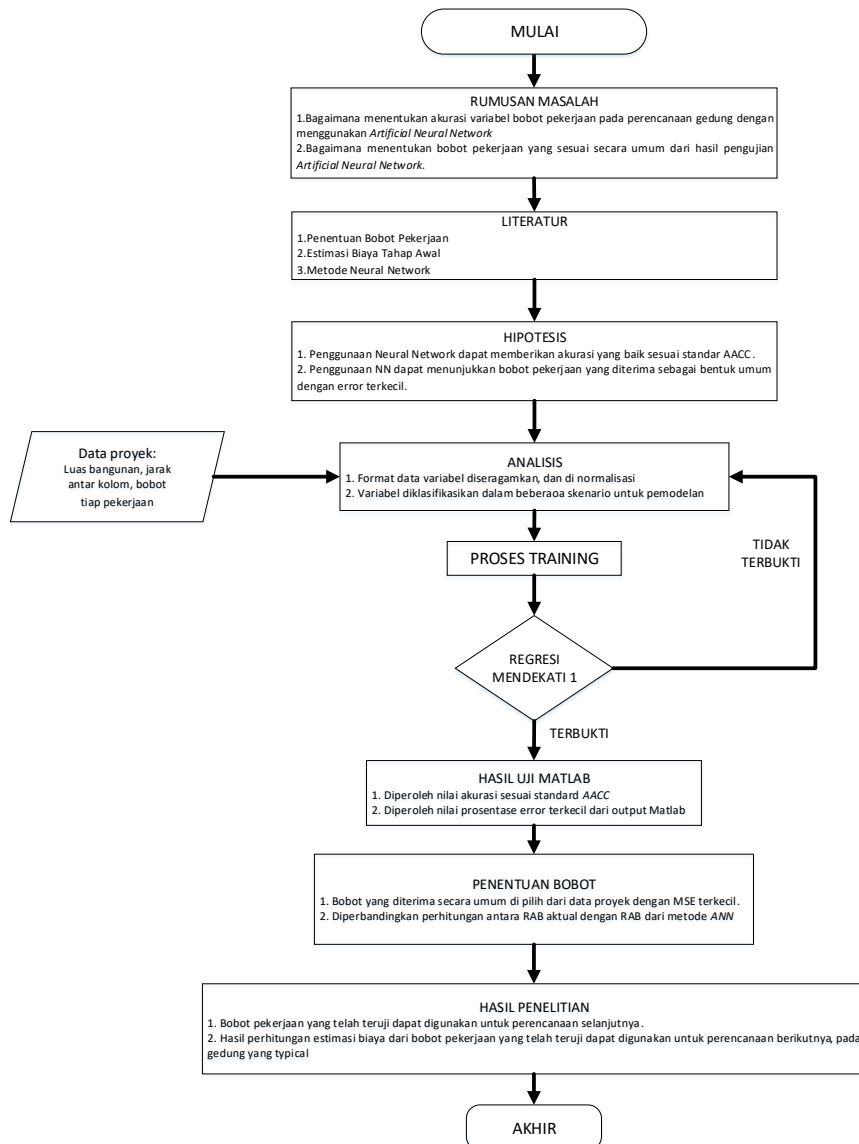 MULAI
RUMUSAN MASALAH
1.Bagaimana menentukan akurasi variabel bobot pekerjaan pada perencanaan gedung dengan
menggunakan Artificial Neural Network
2.Bagaimana menentukan bobot pekerjaan yang sesuai secara umum dari hasil pengujian
Artificial Neural Network.
LITERATUR
1.Penentuan Bobot Pekerjaan
2.Estimasi Biaya Tahap Awal
3.Metode Neural Network
HIPOTESIS
1. Penggunaan Neural Network dapat memberikan akurasi yang baik sesuai standar AACC.
2. Penggunaan NN dapat menunjukkan bobot pekerjaan yang diterima sebagai bentuk umum
dengan error terkecil.
Data proyek:
Luas bangunan, jarak
antar kolom, bobot
tiap pekerjaan
ANALISIS
1. Format data variabel diseragamkan, dan di normalisasi
2. Variabel diklasifikasikan dalam beberaoa skenario untuk pemodelan
PROSES TRAINING
TIDAK
TERBUKTI
REGRESI
MENDEKATI 1
TERBUKTI
HASIL UJI MATLAB
1. Diperoleh nilai akurasi sesuai standard AACC
2. Diperoleh nilai prosentase error terkecil dari output Matlab
PENENTUAN BOBOT
1. Bobot yang diterima secara umum di pilih dari data proyek dengan MSE terkecil.
2. Diperbandingkan perhitungan antara RAB aktual dengan RAB dari metode ANN
HASIL PENELITIAN
1. Bobot pekerjaan yang telah teruji dapat digunakan untuk perencanaan selanjutnya.
2. Hasil perhitungan estimasi biaya dari bobot pekerjaan yang telah teruji dapat digunakan untuk perencanaan berikutnya, pada
gedung yang typical
AKHIR